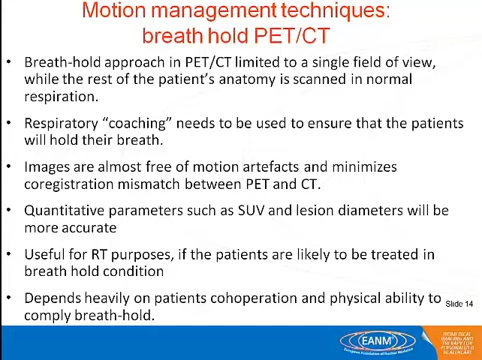 Motion management techniques:
breath hold PET/CT
• Breath-hold approach in PET/CT limited to a single field of view,
while the rest of the patient's anatomy is scanned in normal
respiration.
• Respiratory "coaching" needs to be used to ensure that the patients
will hold their breath.
• Images are almost free of motion artefacts and minimizes
coregistration mismatch between PET and CT.
• Quantitative parameters such as SUV and lesion diameters will be
more accurate
• Useful for RT purposes, if the patients are likely to be treated in
breath hold condition
• Depends heavily on patients cohoperation and physical ability to
comply breath-hold.
Slide 14
EANM
European Association of Nuclear Medicine